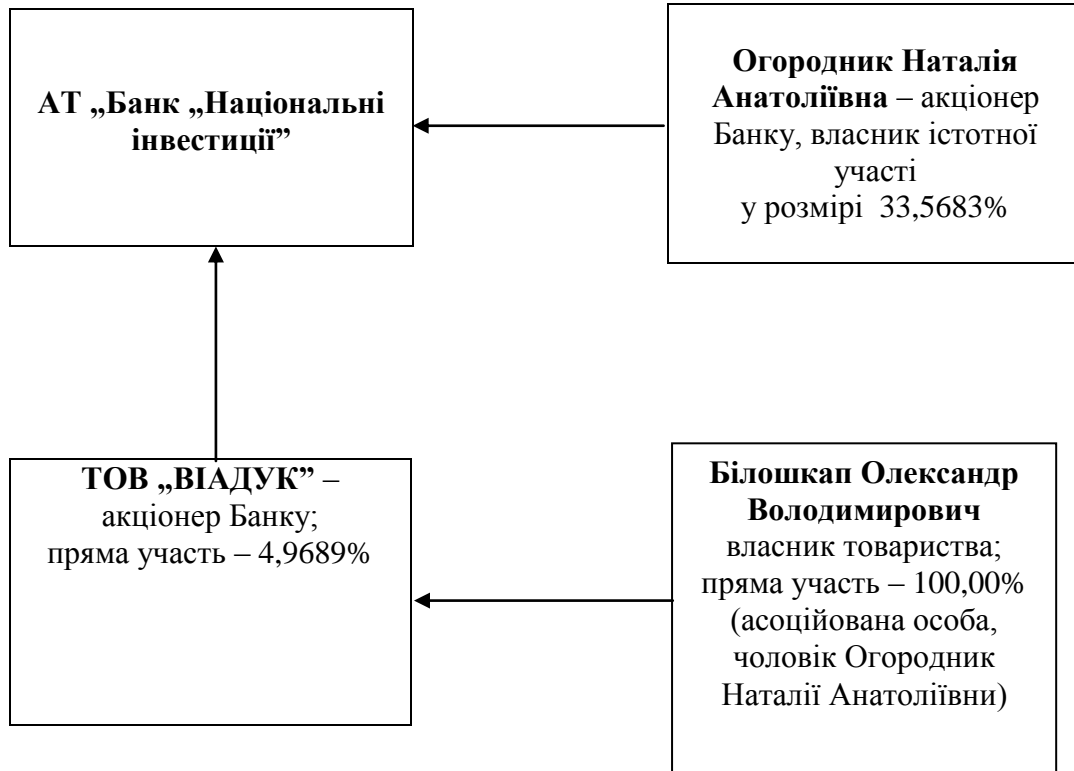 АТ „Банк „Національні
інвестиції”
Огородник Наталія
Анатоліївна – акціонер
Банку, власник істотної
участі
у розмірі 33,5683%
ТОВ „ВІАДУК” –
акціонер Банку;
пряма участь – 4,9689%
Білошкап Олександр
Володимирович
власник товариства;
пряма участь – 100,00%
(асоційована особа,
чоловік Огородник
Наталії Анатоліївни)